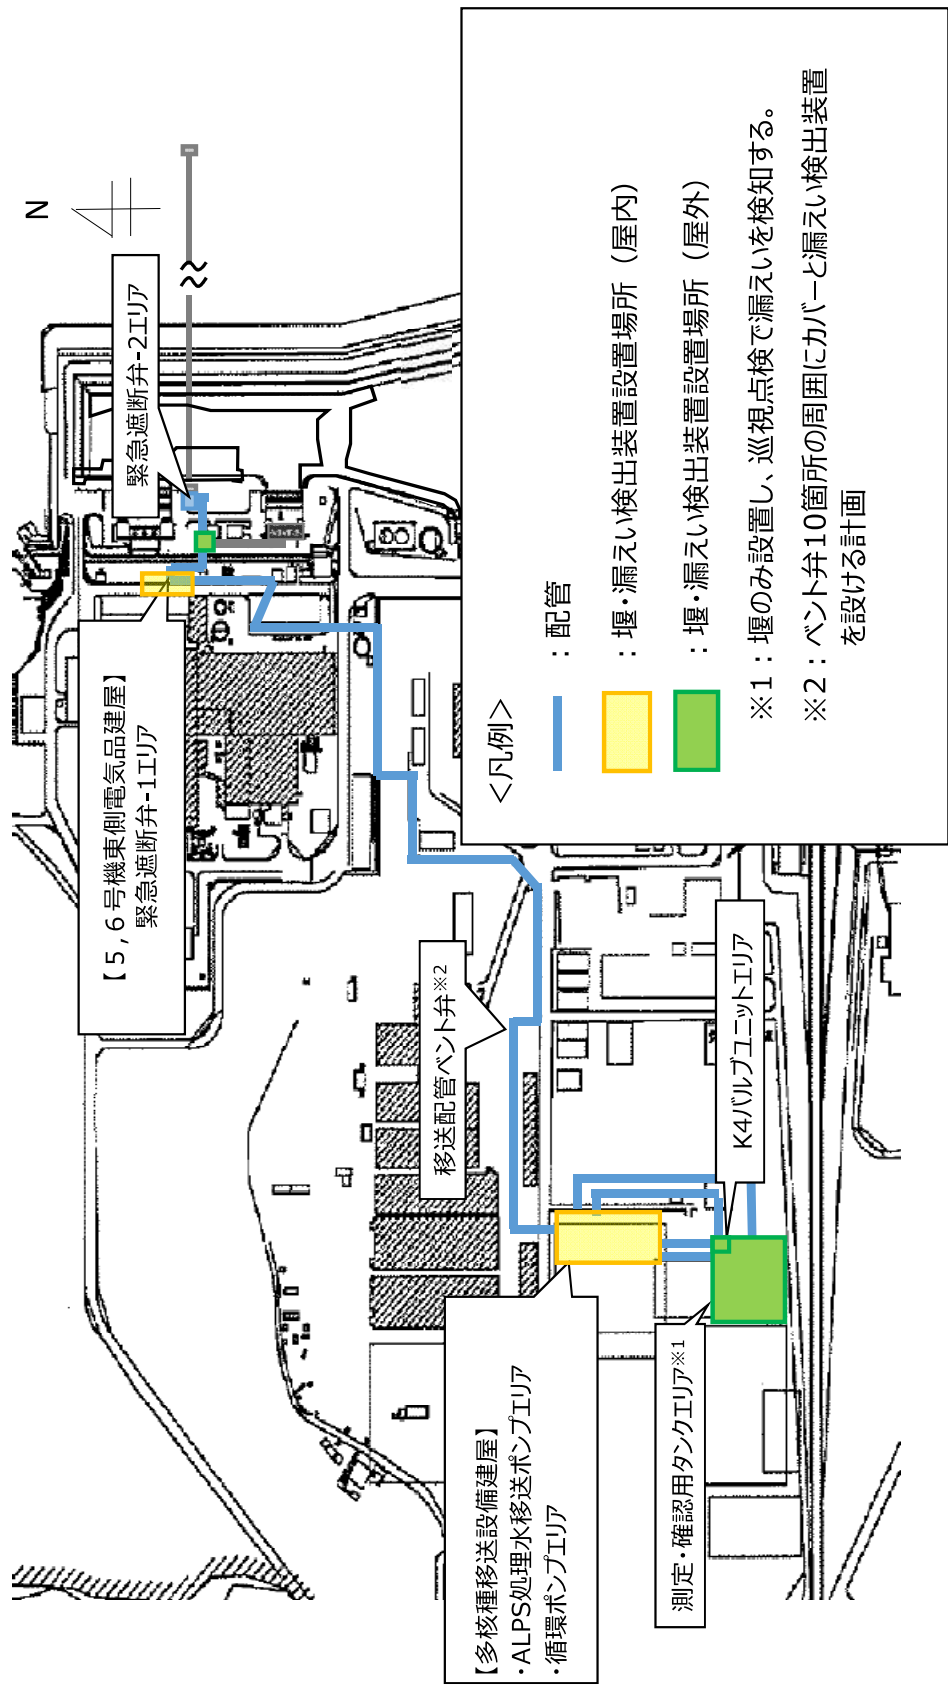 N
緊急遮断弁-2エリア
【５，６号機東側電気品建屋】
緊急遮断弁-1エリア
移送配管ベント弁※2
K4バルブユニットエリア
【多核種移送設備建屋】
・ALPS処理水移送ポンプエリア
・循環ポンプエリア
測定・確認用タンクエリア※1
＜凡例＞
：配管
：堰・漏えい検出装置設置場所（屋内）
：堰・漏えい検出装置設置場所（屋外）
※１：堰のみ設置し、巡視点検で漏えいを検知する。
※２：ベント弁10箇所の周囲にカバーと漏えい検出装置
を設ける計画